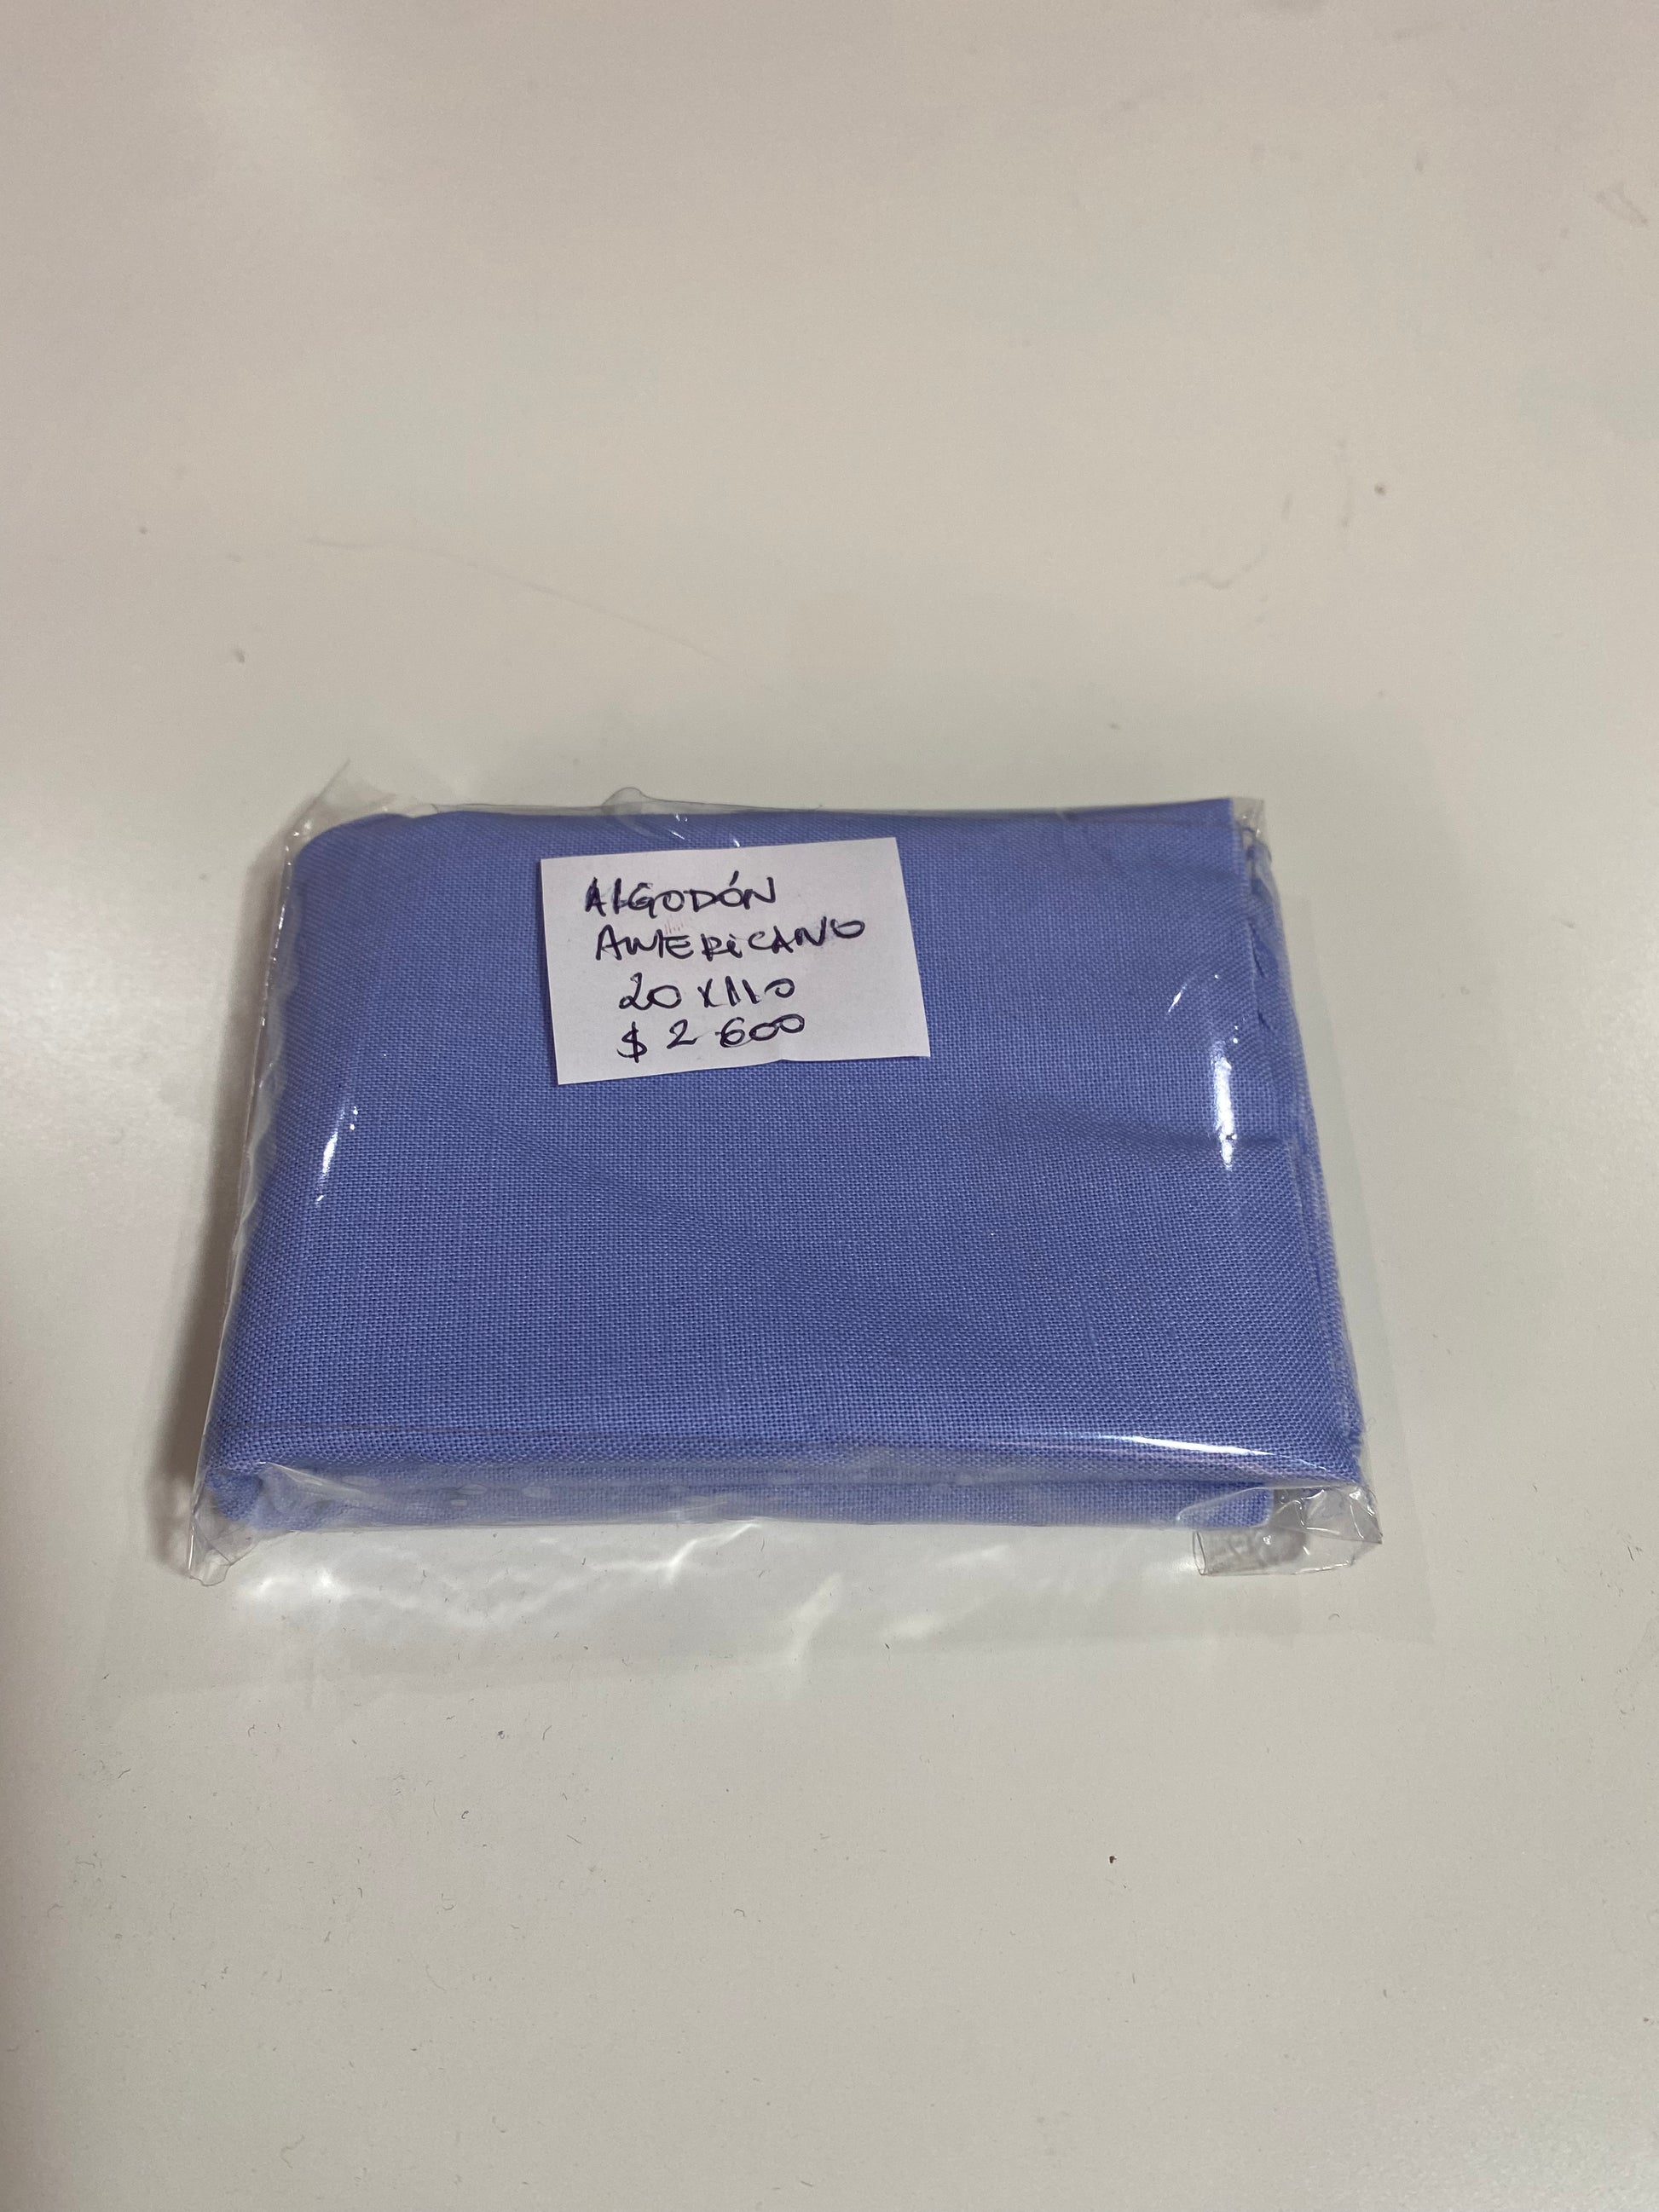 ALGODÓN
AMERICANO
20 X 110
$ 2 600